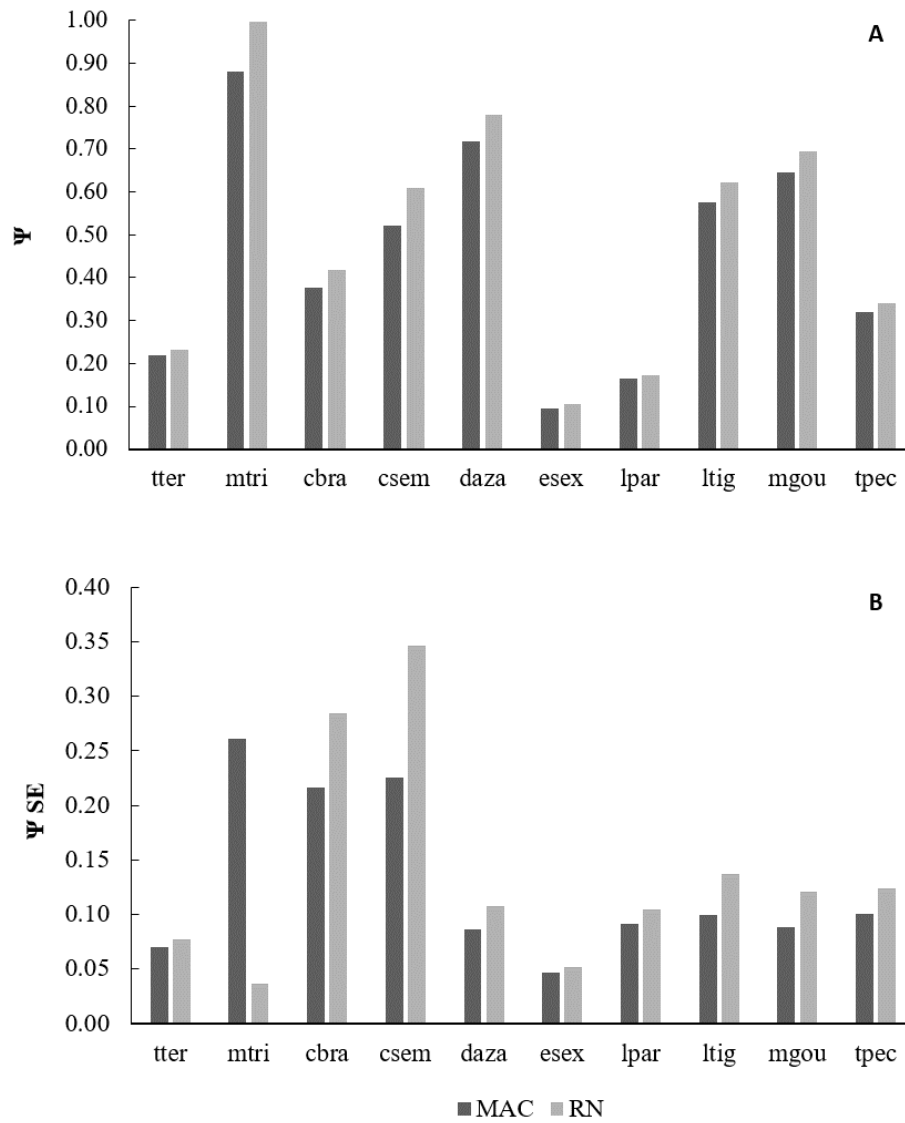 A
1.00
0.90
0.80
0.70
0.60
0.50
0.40
0.30
0.20
0.10
0.00
Ψ
tter mtri cbra csem daza esex lpar ltig mgou tpec
B
0.40
0.35
0.30
0.25
0.20
0.15
0.10
0.05
0.00
Ψ SE
tter mtri cbra csem daza esex lpar ltig mgou tpec
MAC RN